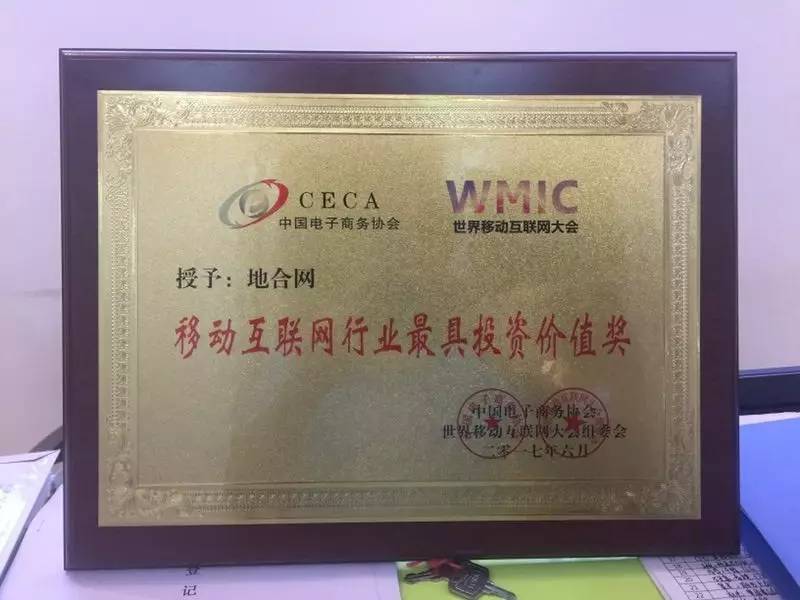 CECA
中国电子商务协会
WMIC
世界移动互联网大会
授予：地合网
移动互联网行业最具投资价值奖
中国电子商务协会
世界移动互联网大会组委会
二零一七年六月
登
记